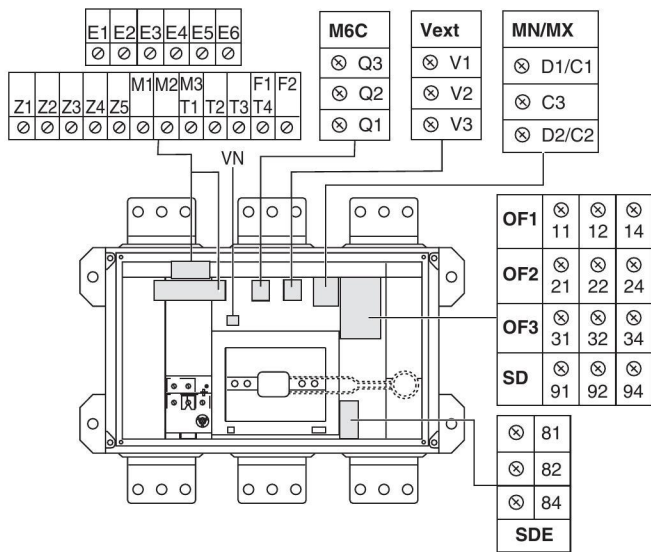 E1 E2 E3 E4 E5 E6
M1 M2 M3 F1 F2
Z1 Z2 Z3 Z4 Z5 T1 T2 T3 T4
VN
M6C
Q3
Q2
Q1
Vext
V1
V2
V3
MN/MX
D1/C1
C3
D2/C2
OF1 11 12 14
OF2 21 22 24
OF3 31 32 34
SD 91 92 94
81
82
84
SDE